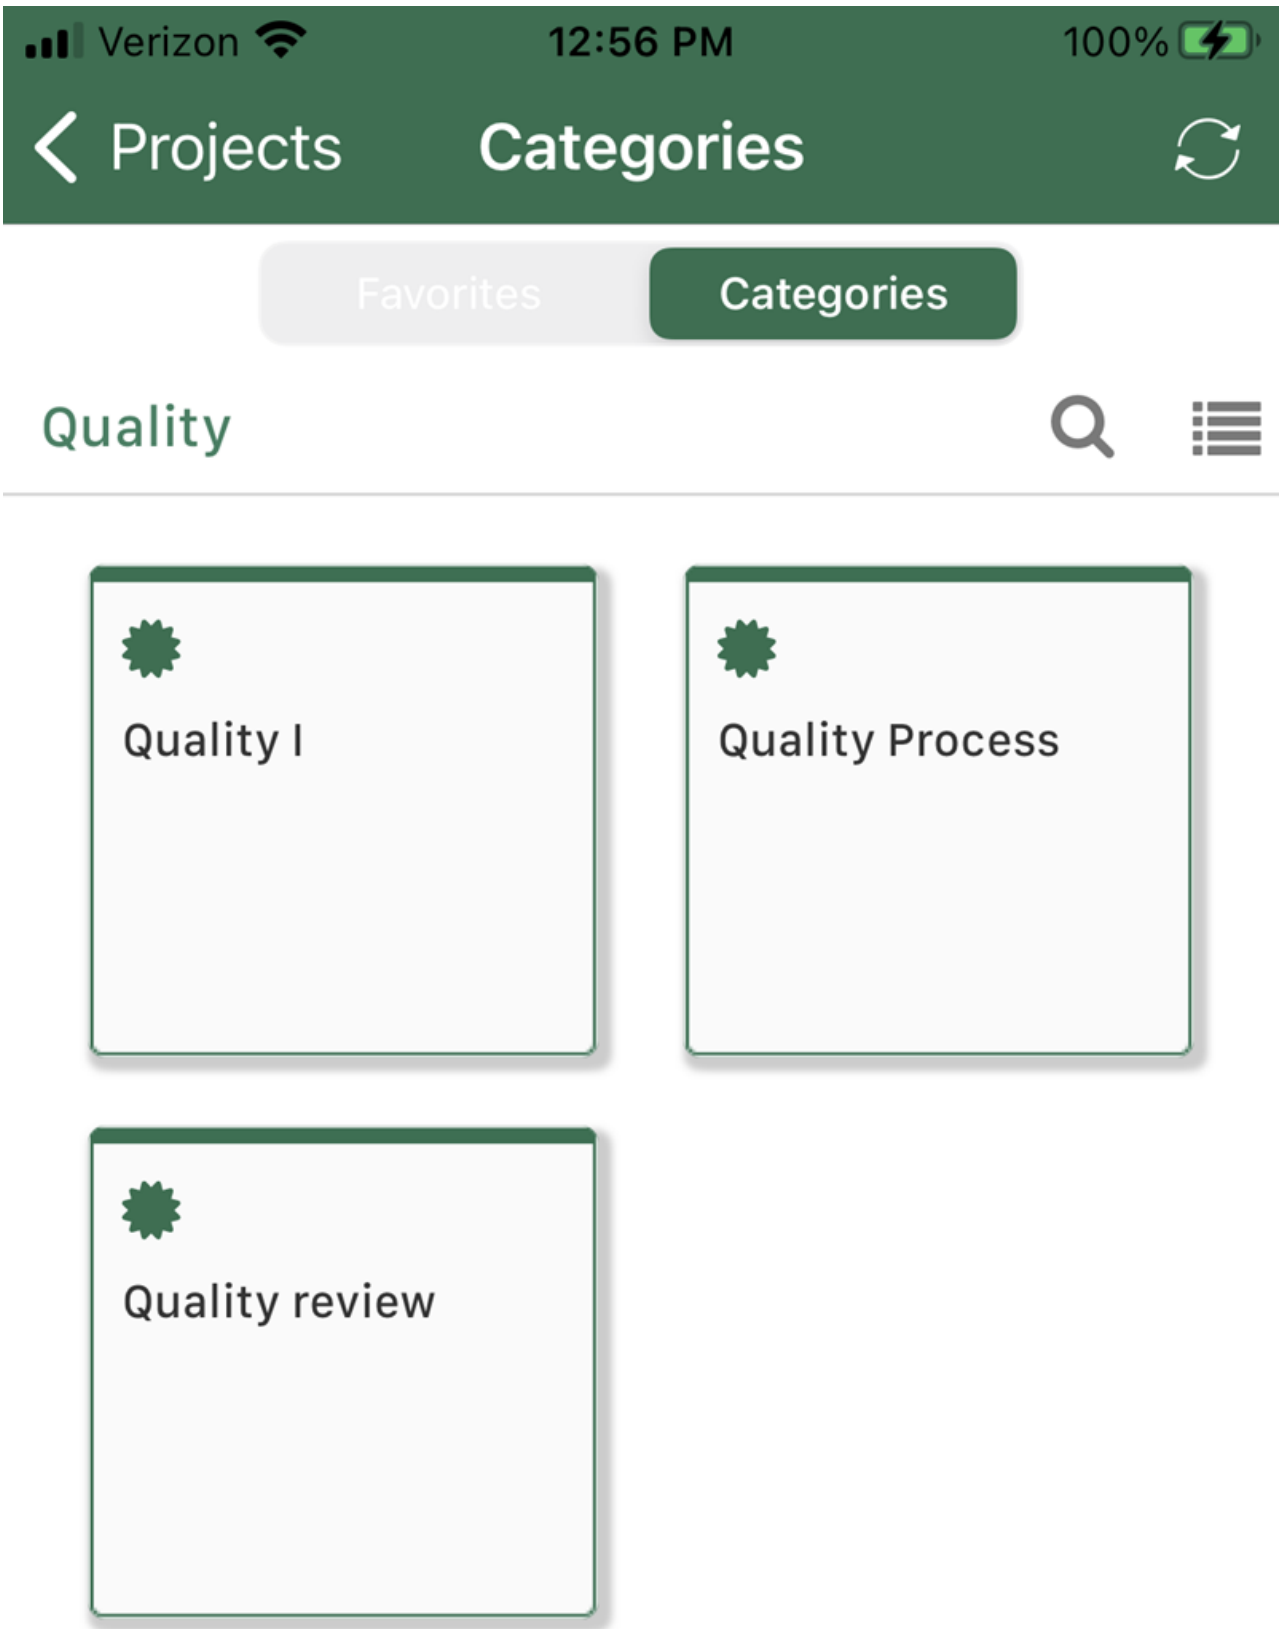 Verizon 12:56 PM 100%
Projects Categories
Favorites Categories
Quality
Quality I Quality Process
Quality review